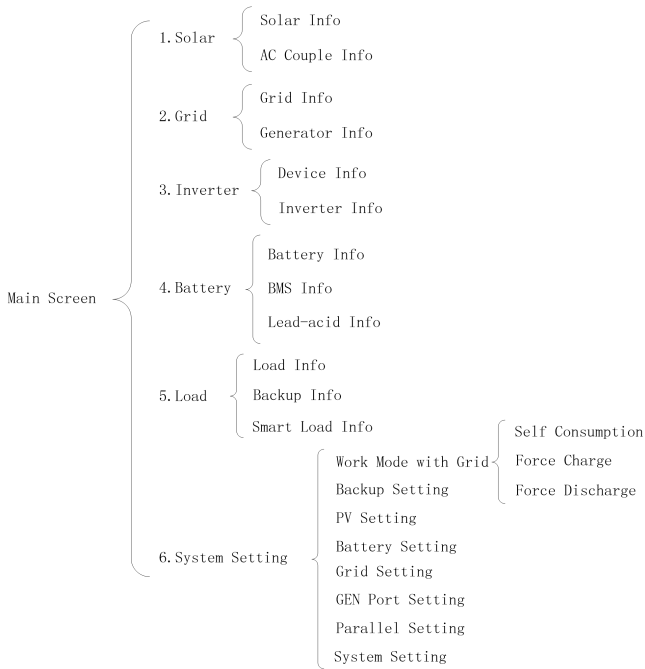 Main Screen
1.Solar
Solar Info
AC Couple Info
2.Grid
Grid Info
Generator Info
3.Inverter
Device Info
Inverter Info
4.Battery
Battery Info
BMS Info
Lead-acid Info
5.Load
Load Info
Backup Info
Smart Load Info
6.System Setting
Work Mode with Grid
Self Consumption
Force Charge
Force Discharge
Backup Setting
PV Setting
Battery Setting
Grid Setting
GEN Port Setting
Parallel Setting
System Setting